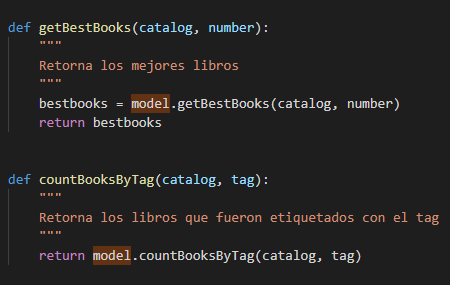 def getBestBooks(catalog, number):
    """
    Retorna los mejores libros
    """
    bestbooks = model.getBestBooks(catalog, number)
    return bestbooks
def countBooksByTag(catalog, tag):
    """
    Retorna los libros que fueron etiquetados con el tag
    """
    return model.countBooksByTag(catalog, tag)